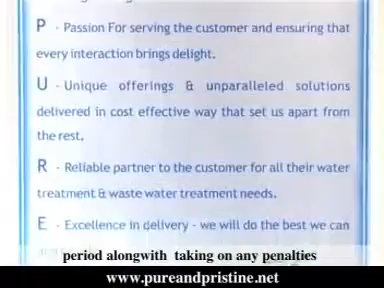 P - Passion For serving the customer and ensuring that
every interaction brings delight.
U - Unique offerings & unparalleled solutions
delivered in cost effective way that set us apart from
the rest.
R - Reliable partner to the customer for all their water
treatment & waste water treatment needs.
E - Excellence in delivery - we will do the best we can
period alongwith taking on any penalties
www.pureandpristine.net